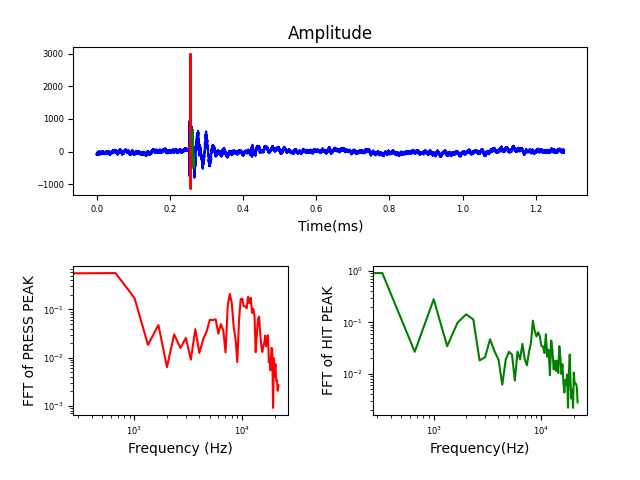 Amplitude
3000
2000
1000
0
−1000
0.0 0.2 0.4 0.6 0.8 1.0 1.2
Time(ms)
FFT of PRESS PEAK
10⁻¹
10⁻²
10⁻³
10³ 10⁴
Frequency (Hz)
FFT of HIT PEAK
10⁰
10⁻¹
10⁻²
10³ 10⁴
Frequency(Hz)